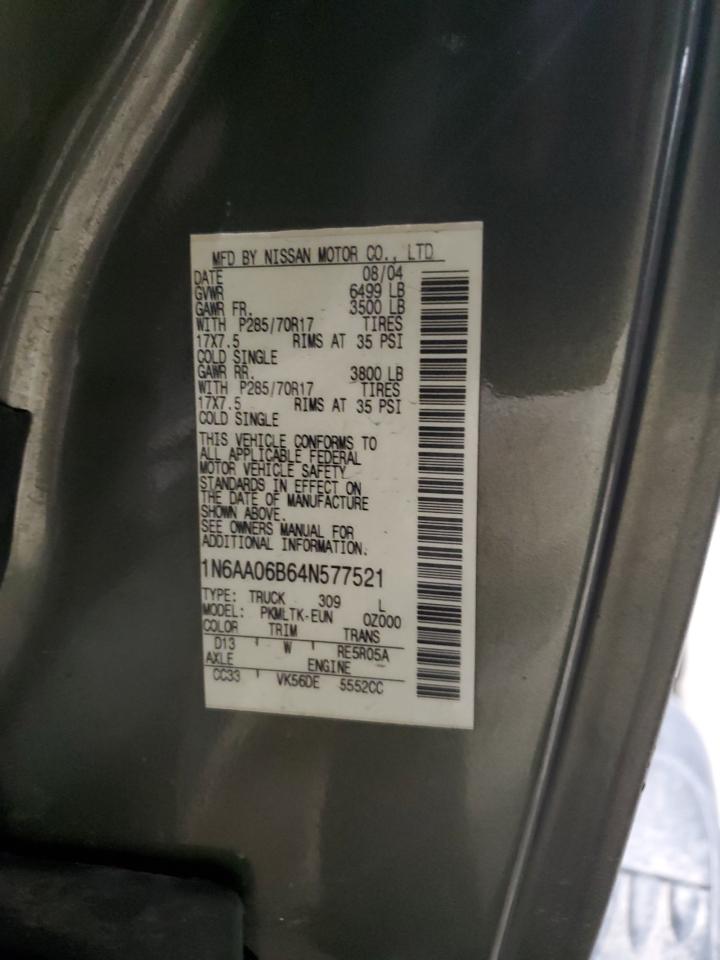 MFD BY NISSAN MOTOR CO., LTD
DATE 08/04
GVWR 6499 LB
GAWR FR. 3500 LB
WITH P285/70R17 TIRES
17X7.5 RIMS AT 35 PSI
COLD SINGLE
GAWR RR. 3800 LB
WITH P285/70R17 TIRES
17X7.5 RIMS AT 35 PSI
COLD SINGLE
THIS VEHICLE CONFORMS TO
ALL APPLICABLE FEDERAL
MOTOR VEHICLE SAFETY
STANDARDS IN EFFECT ON
THE DATE OF MANUFACTURE
SHOWN ABOVE.
SEE OWNERS MANUAL FOR
ADDITIONAL INFORMATION.
1N6AA06B64N577521
TYPE: TRUCK 309 L
MODEL: PKMLTK-EUN 0Z000
COLOR TRIM TRANS
D13 W RE5R05A
AXLE ENGINE
CC33 VK56DE 5552CC